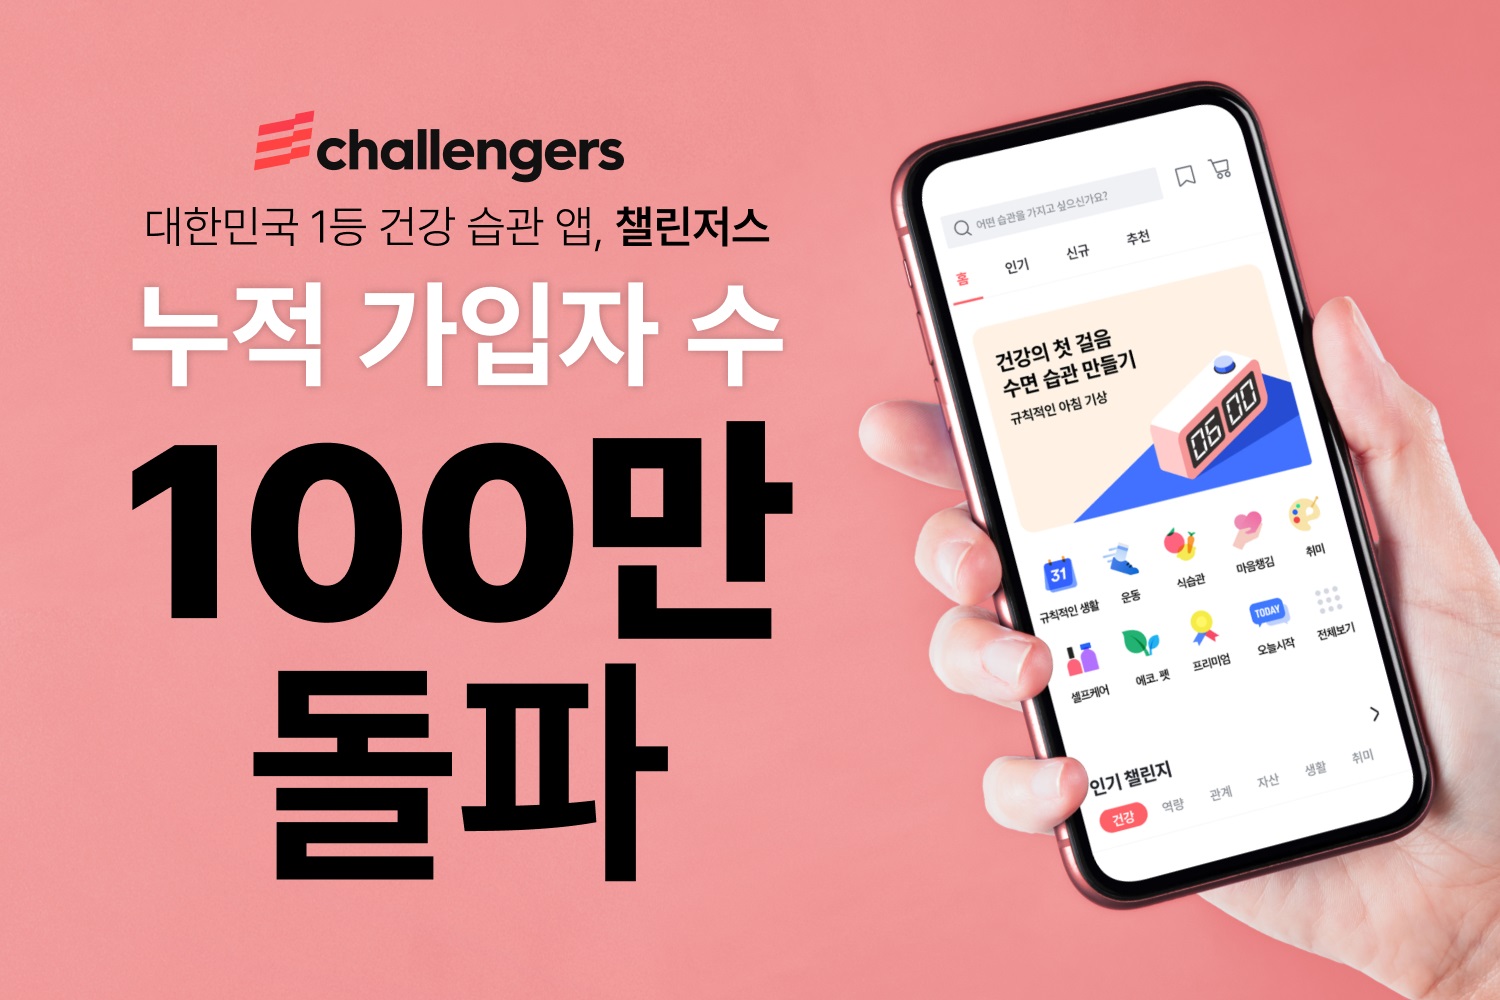 challengers
대한민국 1등 건강 습관 앱, 챌린저스
누적 가입자 수
100만
돌파
어떤 습관을 가지고 싶으신가요?
홈 인기 신규 추천
건강의 첫 걸음
수면 습관 만들기
규칙적인 아침 기상
06 00
31
규칙적인 생활 운동 식습관 마음챙김 취미
TODAY
셀프케어 에코. 펫 프리미엄 오늘시작 전체보기
인기 챌린지
건강 역량 관계 자산 생활 취미